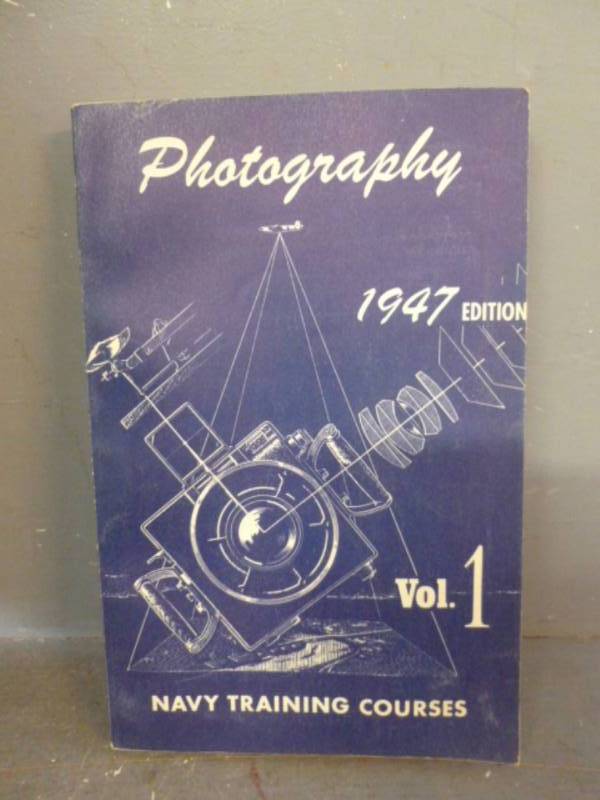 Photography
1947 EDITION
Vol. 1
NAVY TRAINING COURSES